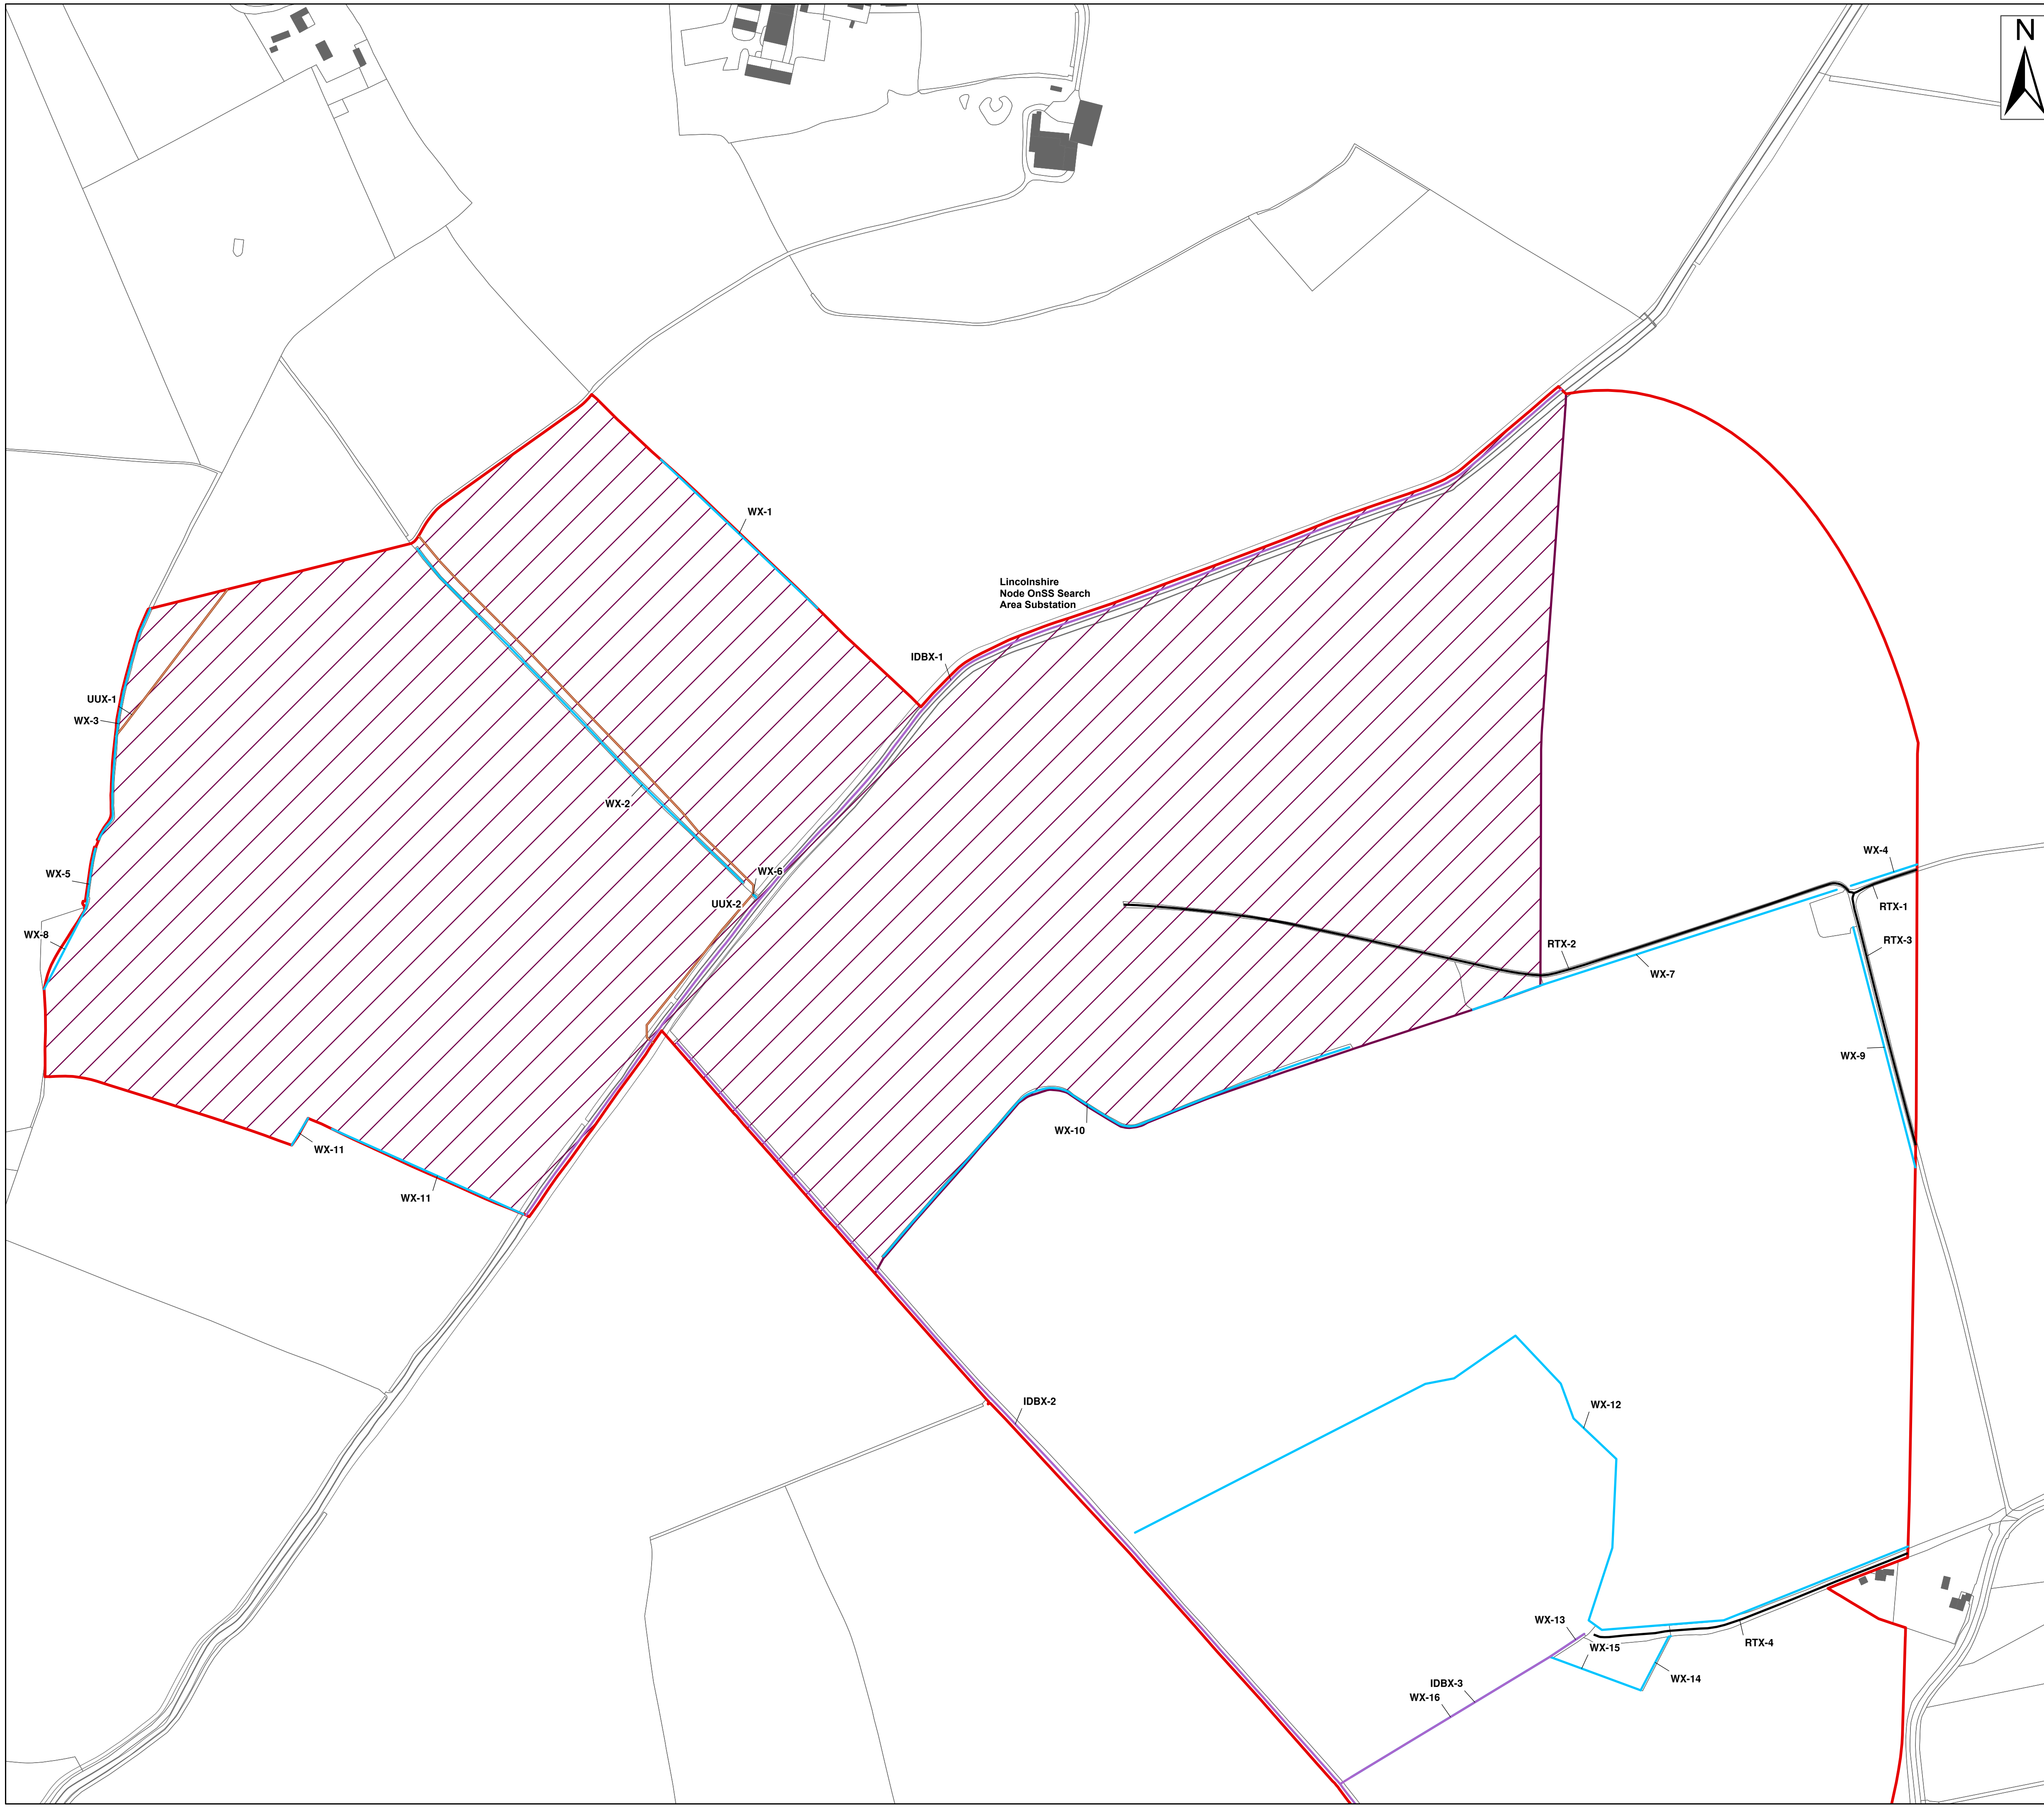 N
WX-1
Lincolnshire
Node OnSS Search
Area Substation
IDBX-1
UUX-1
WX-3
WX-2
WX-4
WX-5
WX-6
UUX-2
RTX-1
WX-8
RTX-2
RTX-3
WX-7
WX-9
WX-10
WX-11
WX-11
IDBX-2
WX-12
WX-13
RTX-4
WX-15
WX-14
IDBX-3
WX-16